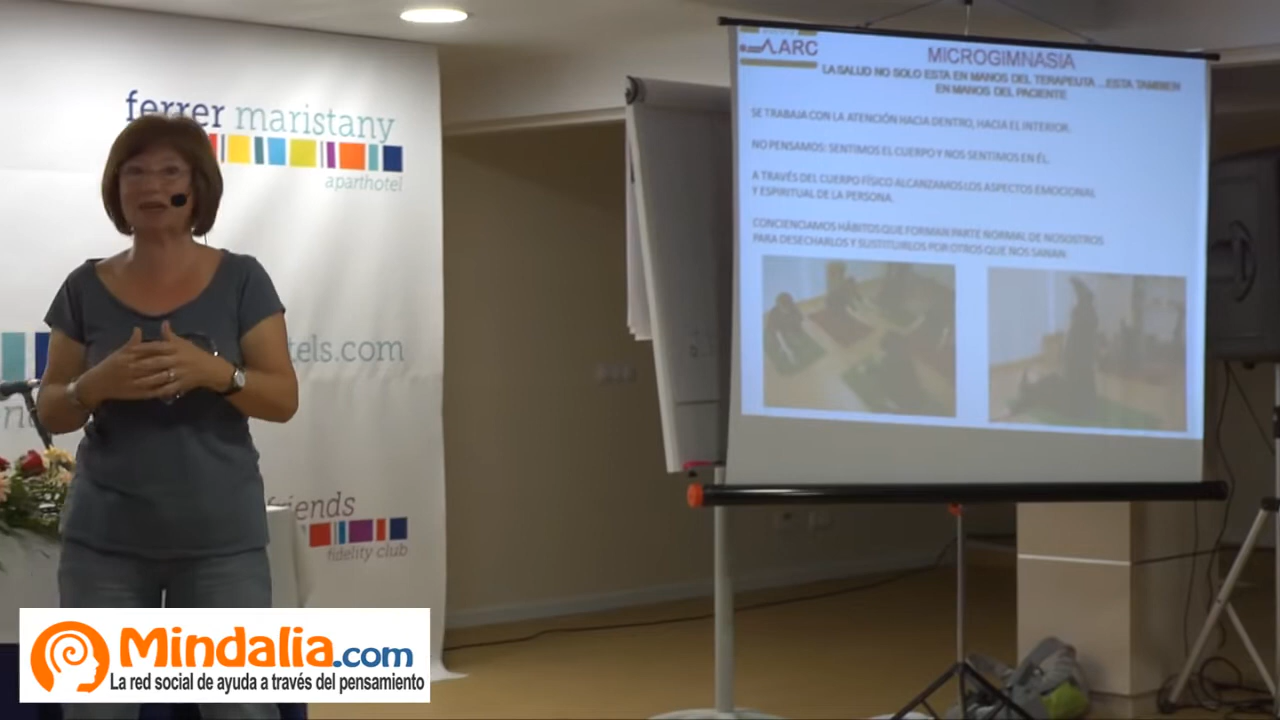 ferrer maristany
aparthotel
tels.com
friends
fidelity club
ARC
MICROGIMNASIA
LA SALUD NO SOLO ESTA EN MANOS DEL TERAPEUTA ...ESTA TAMBIEN
EN MANOS DEL PACIENTE
SE TRABAJA CON LA ATENCIÓN HACIA DENTRO, HACIA EL INTERIOR.
NO PENSAMOS: SENTIMOS EL CUERPO Y NOS SENTIMOS EN ÉL.
A TRAVÉS DEL CUERPO FÍSICO ALCANZAMOS LOS ASPECTOS EMOCIONAL
Y ESPIRITUAL DE LA PERSONA.
CONCIENCIAMOS HÁBITOS QUE FORMAN PARTE NORMAL DE NOSOSTROS
PARA DESECHARLOS Y SUSTITUIRLOS POR OTROS QUE NOS SANAN.
Mindalia.com
La red social de ayuda a través del pensamiento